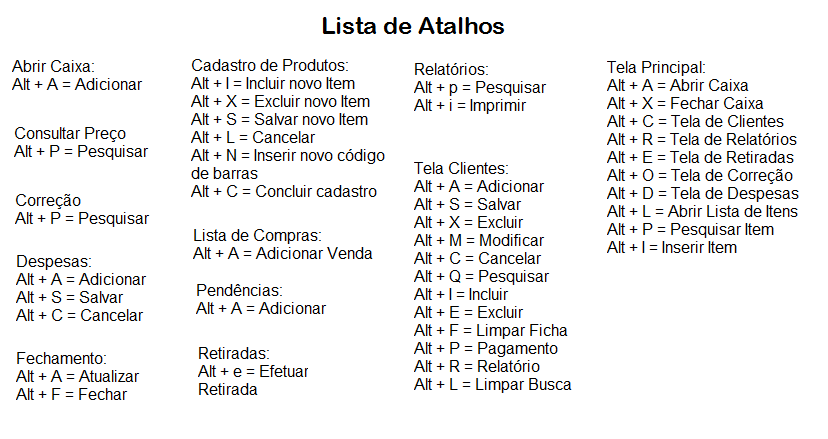 Lista de Atalhos
Abrir Caixa:
Alt + A = Adicionar
Consultar Preço
Alt + P = Pesquisar
Correção
Alt + P = Pesquisar
Despesas:
Alt + A = Adicionar
Alt + S = Salvar
Alt + C = Cancelar
Fechamento:
Alt + A = Atualizar
Alt + F = Fechar
Cadastro de Produtos:
Alt + I = Incluir novo Item
Alt + X = Excluir novo Item
Alt + S = Salvar novo Item
Alt + L = Cancelar
Alt + N = Inserir novo código
de barras
Alt + C = Concluir cadastro
Lista de Compras:
Alt + A = Adicionar Venda
Pendências:
Alt + A = Adicionar
Retiradas:
Alt + e = Efetuar
Retirada
Relatórios:
Alt + p = Pesquisar
Alt + i = Imprimir
Tela Clientes:
Alt + A = Adicionar
Alt + S = Salvar
Alt + X = Excluir
Alt + M = Modificar
Alt + C = Cancelar
Alt + Q = Pesquisar
Alt + I = Incluir
Alt + E = Excluir
Alt + F = Limpar Ficha
Alt + P = Pagamento
Alt + R = Relatório
Alt + L = Limpar Busca
Tela Principal:
Alt + A = Abrir Caixa
Alt + X = Fechar Caixa
Alt + C = Tela de Clientes
Alt + R = Tela de Relatórios
Alt + E = Tela de Retiradas
Alt + O = Tela de Correção
Alt + D = Tela de Despesas
Alt + L = Abrir Lista de Itens
Alt + P = Pesquisar Item
Alt + I = Inserir Item